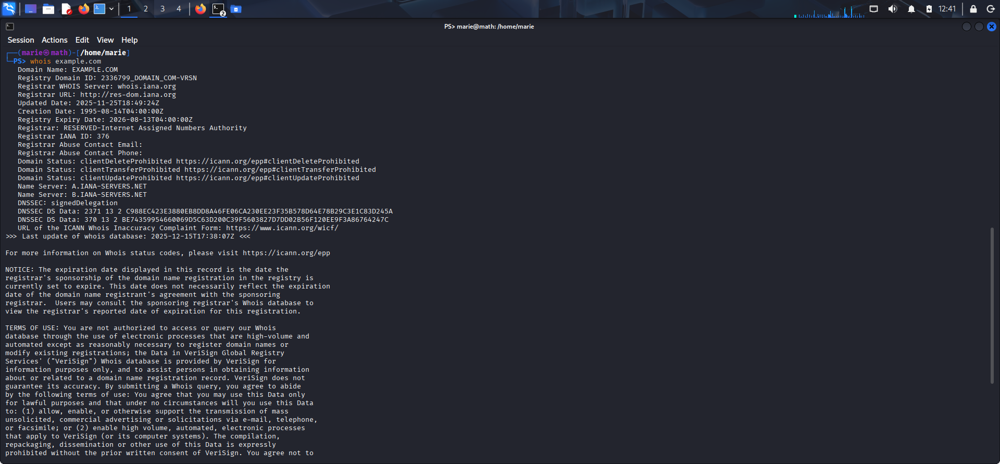 1 2 3 4 2 12:41
PS> marie@math: /home/marie
Session Actions Edit View Help
┌──(marie㉿math)-[/home/marie]
└─PS> whois example.com
   Domain Name: EXAMPLE.COM
   Registry Domain ID: 2336799_DOMAIN_COM-VRSN
   Registrar WHOIS Server: whois.iana.org
   Registrar URL: http://res-dom.iana.org
   Updated Date: 2025-11-25T18:49:24Z
   Creation Date: 1995-08-14T04:00:00Z
   Registry Expiry Date: 2026-08-13T04:00:00Z
   Registrar: RESERVED-Internet Assigned Numbers Authority
   Registrar IANA ID: 376
   Registrar Abuse Contact Email:
   Registrar Abuse Contact Phone:
   Domain Status: clientDeleteProhibited https://icann.org/epp#clientDeleteProhibited
   Domain Status: clientTransferProhibited https://icann.org/epp#clientTransferProhibited
   Domain Status: clientUpdateProhibited https://icann.org/epp#clientUpdateProhibited
   Name Server: A.IANA-SERVERS.NET
   Name Server: B.IANA-SERVERS.NET
   DNSSEC: signedDelegation
   DNSSEC DS Data: 2371 13 2 C988EC423E3880EB8DD8A46FE06CA230EE23F35B578D64E78B29C3E1C83D245A
   DNSSEC DS Data: 370 13 2 BE74359954660069D5C63D200C39F5603827D7DD02B56F120EE9F3A86764247C
   URL of the ICANN Whois Inaccuracy Complaint Form: https://www.icann.org/wicf/
>>> Last update of whois database: 2025-12-15T17:38:07Z <<<

For more information on Whois status codes, please visit https://icann.org/epp

NOTICE: The expiration date displayed in this record is the date the
registrar's sponsorship of the domain name registration in the registry is
currently set to expire. This date does not necessarily reflect the expiration
date of the domain name registrant's agreement with the sponsoring
registrar.  Users may consult the sponsoring registrar's Whois database to
view the registrar's reported date of expiration for this registration.

TERMS OF USE: You are not authorized to access or query our Whois
database through the use of electronic processes that are high-volume and
automated except as reasonably necessary to register domain names or
modify existing registrations; the Data in VeriSign Global Registry
Services' ("VeriSign") Whois database is provided by VeriSign for
information purposes only, and to assist persons in obtaining information
about or related to a domain name registration record. VeriSign does not
guarantee its accuracy. By submitting a Whois query, you agree to abide
by the following terms of use: You agree that you may use this Data only
for lawful purposes and that under no circumstances will you use this Data
to: (1) allow, enable, or otherwise support the transmission of mass
unsolicited, commercial advertising or solicitations via e-mail, telephone,
or facsimile; or (2) enable high volume, automated, electronic processes
that apply to VeriSign (or its computer systems). The compilation,
repackaging, dissemination or other use of this Data is expressly
prohibited without the prior written consent of VeriSign. You agree not to